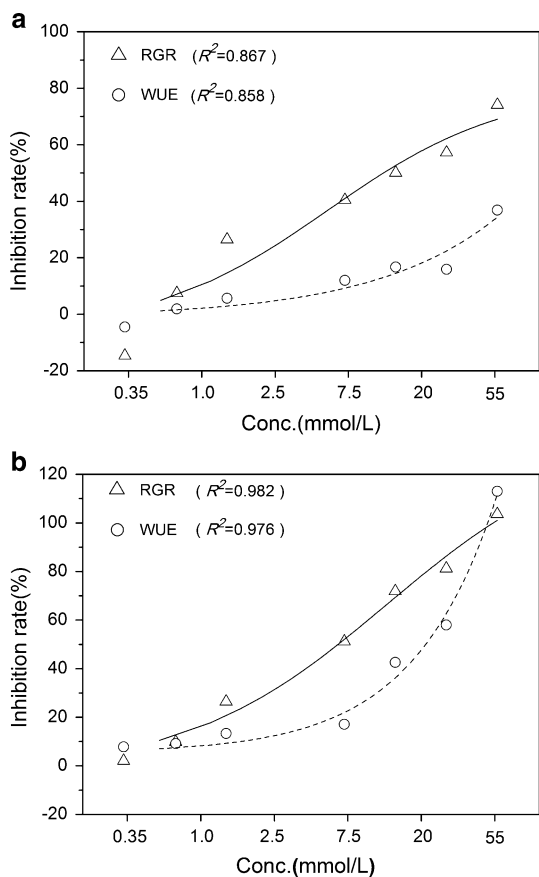 a
100
80
60
40
20
0
-20
Inhibition rate(%)
RGR (R²=0.867)
WUE (R²=0.858)
0.35 1.0 2.5 7.5 20 55
Conc.(mmol/L)
b
120
100
80
60
40
20
0
-20
Inhibition rate(%)
RGR ( R²=0.982)
WUE ( R²=0.976)
0.35 1.0 2.5 7.5 20 55
Conc.(mmol/L)